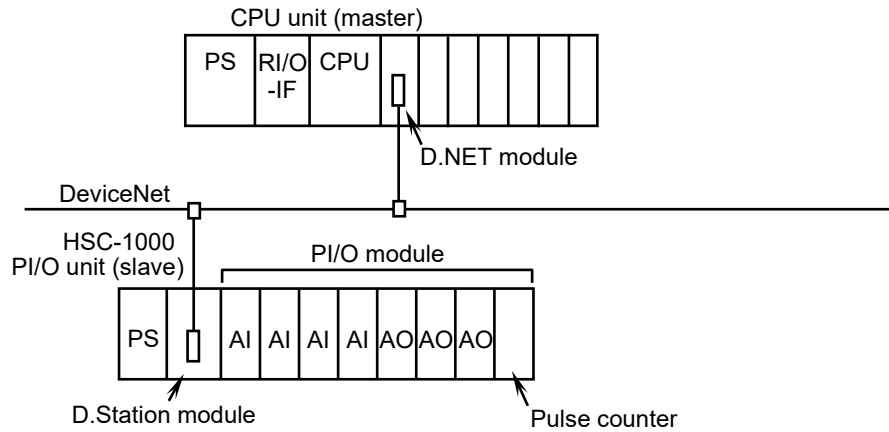 CPU unit (master)
PS RI/O -IF CPU
D.NET module
DeviceNet
HSC-1000
PI/O unit (slave)
PI/O module
PS AI AI AI AI AO AO AO
D.Station module
Pulse counter